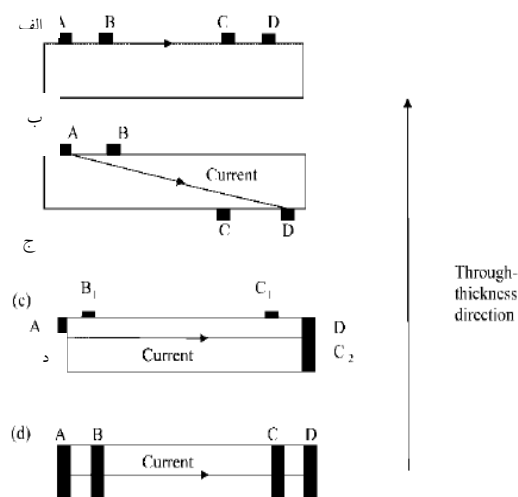 الف
A B C D
ب
A B
Current
C D
ج
(c)
B1 C1
A D
Current
C2
د
(d)
A B C D
Current
Through-
thickness
direction